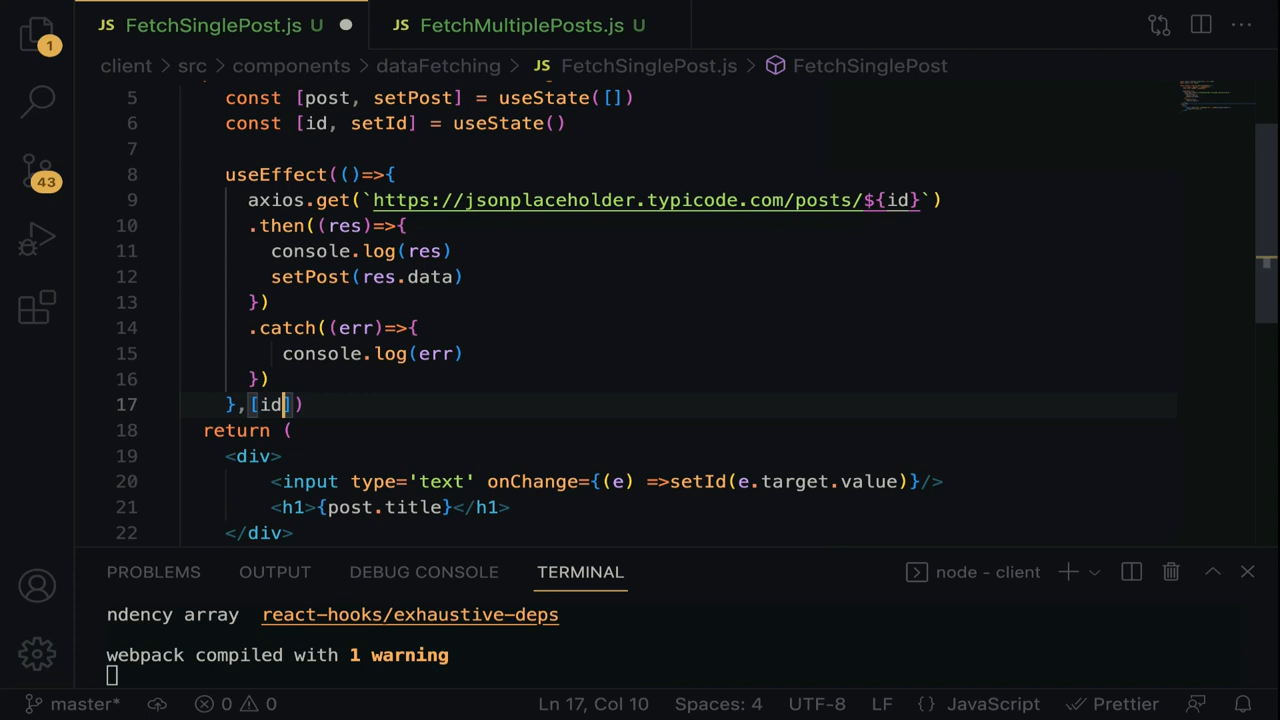 JS FetchSinglePost.js U
JS FetchMultiplePosts.js U
1
client > src > components > dataFetching > JS FetchSinglePost.js > FetchSinglePost
5 const [post, setPost] = useState([])
6 const [id, setId] = useState()
7
8 useEffect(()=>{
9 axios.get(`https://jsonplaceholder.typicode.com/posts/${id}`)
10 .then((res)=>{
11 console.log(res)
12 setPost(res.data)
13 })
14 .catch((err)=>{
15 console.log(err)
16 })
17 },[id])
18 return (
19 <div>
20 <input type='text' onChange={(e) =>setId(e.target.value)}/>
21 <h1>{post.title}</h1>
22 </div>
43
PROBLEMS OUTPUT DEBUG CONSOLE TERMINAL
node - client
ndency array react-hooks/exhaustive-deps
webpack compiled with 1 warning
master* 0 0 Ln 17, Col 10 Spaces: 4 UTF-8 LF {} JavaScript Prettier